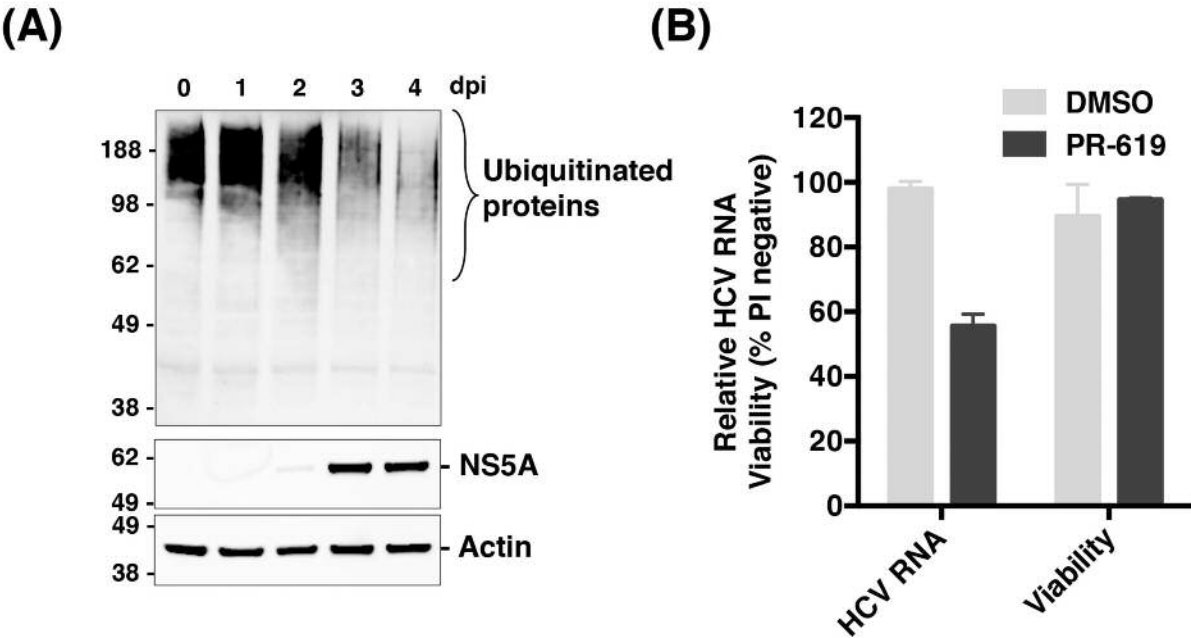 (A)
0 1 2 3 4 dpi
188
98
62
49
38
Ubiquitinated
proteins
62
49
NS5A
49
38
Actin
(B)
DMSO
PR-619
Relative HCV RNA
Viability (% PI negative)
120
100
80
60
40
20
0
HCV RNA
Viability